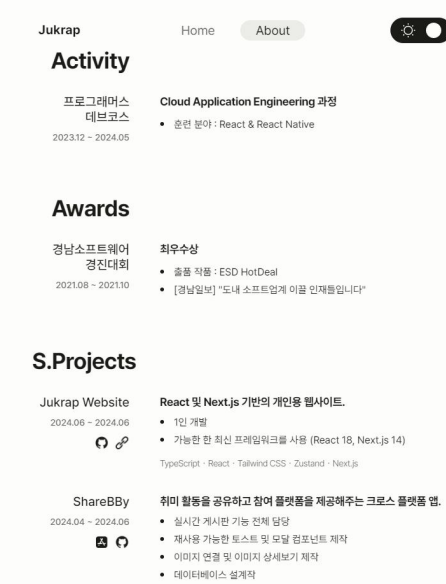 Jukrap
Home
About
Activity
프로그래머스
데브코스
2023.12 ~ 2024.05
Cloud Application Engineering 과정
• 훈련 분야 : React & React Native
Awards
경남소프트웨어
경진대회
2021.08 ~ 2021.10
최우수상
• 출품 작품 : ESD HotDeal
• [경남일보] "도내 소프트업계 이끌 인재들입니다"
S.Projects
Jukrap Website
2024.06 ~ 2024.06
React 및 Next.js 기반의 개인용 웹사이트.
• 1인 개발
• 가능한 한 최신 프레임워크를 사용 (React 18, Next.js 14)
TypeScript · React · Tailwind CSS · Zustand · Next.js
ShareBBy
2024.04 ~ 2024.06
취미 활동을 공유하고 참여 플랫폼을 제공해주는 크로스 플랫폼 앱.
• 실시간 게시판 기능 전체 담당
• 재사용 가능한 토스트 및 모달 컴포넌트 제작
• 이미지 연결 및 이미지 상세보기 제작
• 데이터베이스 설계작